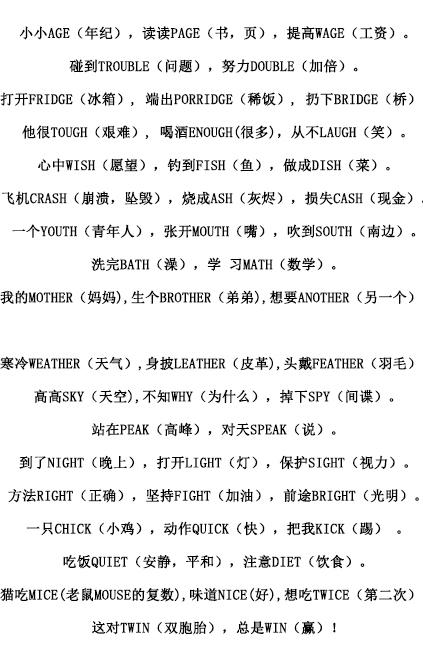 小小AGE（年纪），读读PAGE（书，页），提高WAGE（工资）。
碰到TROUBLE（问题），努力DOUBLE（加倍）。
打开FRIDGE（冰箱），端出PORRIDGE（稀饭），扔下BRIDGE（桥）
他很TOUGH（艰难），喝酒ENOUGH(很多)，从不LAUGH（笑）。
心中WISH（愿望），钓到FISH（鱼），做成DISH（菜）。
飞机CRASH（崩溃，坠毁），烧成ASH（灰烬），损失CASH（现金）.
一个YOUTH（青年人），张开MOUTH（嘴），吹到SOUTH（南边）。
洗完BATH（澡），学 习MATH（数学）。
我的MOTHER（妈妈）,生个BROTHER（弟弟）,想要ANOTHER（另一个）
寒冷WEATHER（天气）,身披LEATHER（皮革）,头戴FEATHER（羽毛）
高高SKY（天空）,不知WHY（为什么），掉下SPY（间谍）。
站在PEAK（高峰），对天SPEAK（说）。
到了NIGHT（晚上），打开LIGHT（灯），保护SIGHT（视力）。
方法RIGHT（正确），坚持FIGHT（加油），前途BRIGHT（光明）。
一只CHICK（小鸡），动作QUICK（快），把我KICK（踢） 。
吃饭QUIET（安静，平和），注意DIET（饮食）。
猫吃MICE(老鼠MOUSE的复数),味道NICE(好),想吃TWICE（第二次）
这对TWIN（双胞胎），总是WIN（赢）！